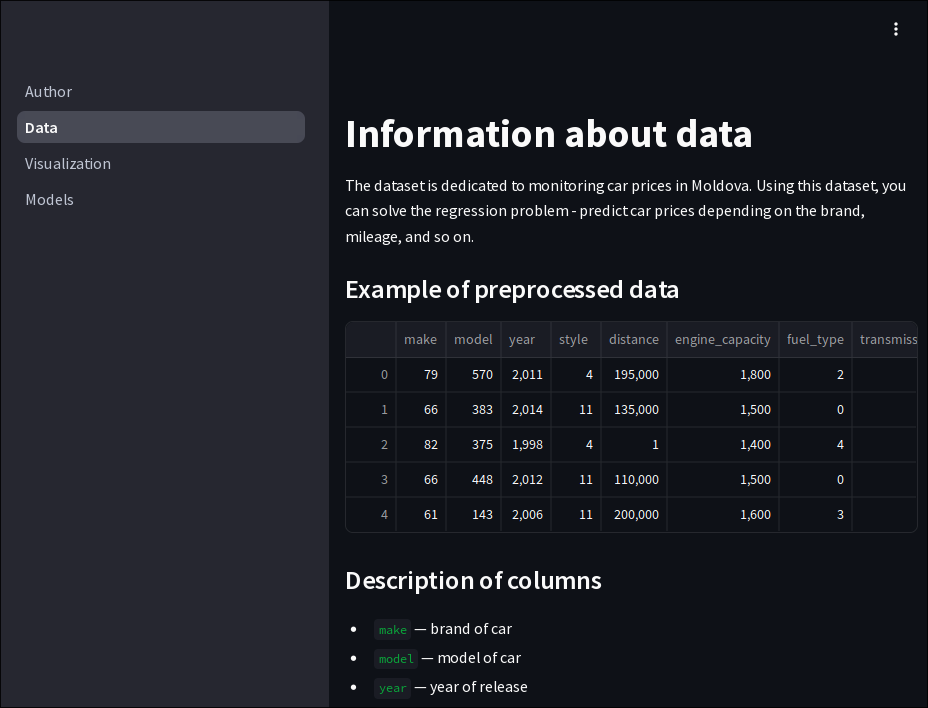 Author
Data
Visualization
Models
Information about data
The dataset is dedicated to monitoring car prices in Moldova. Using this dataset, you
can solve the regression problem - predict car prices depending on the brand,
mileage, and so on.
Example of preprocessed data
make model year style distance engine_capacity fuel_type transmiss
0 79 570 2,011 4 195,000 1,800 2
1 66 383 2,014 11 135,000 1,500 0
2 82 375 1,998 4 1 1,400 4
3 66 448 2,012 11 110,000 1,500 0
4 61 143 2,006 11 200,000 1,600 3
Description of columns
• make — brand of car
• model — model of car
• year — year of release